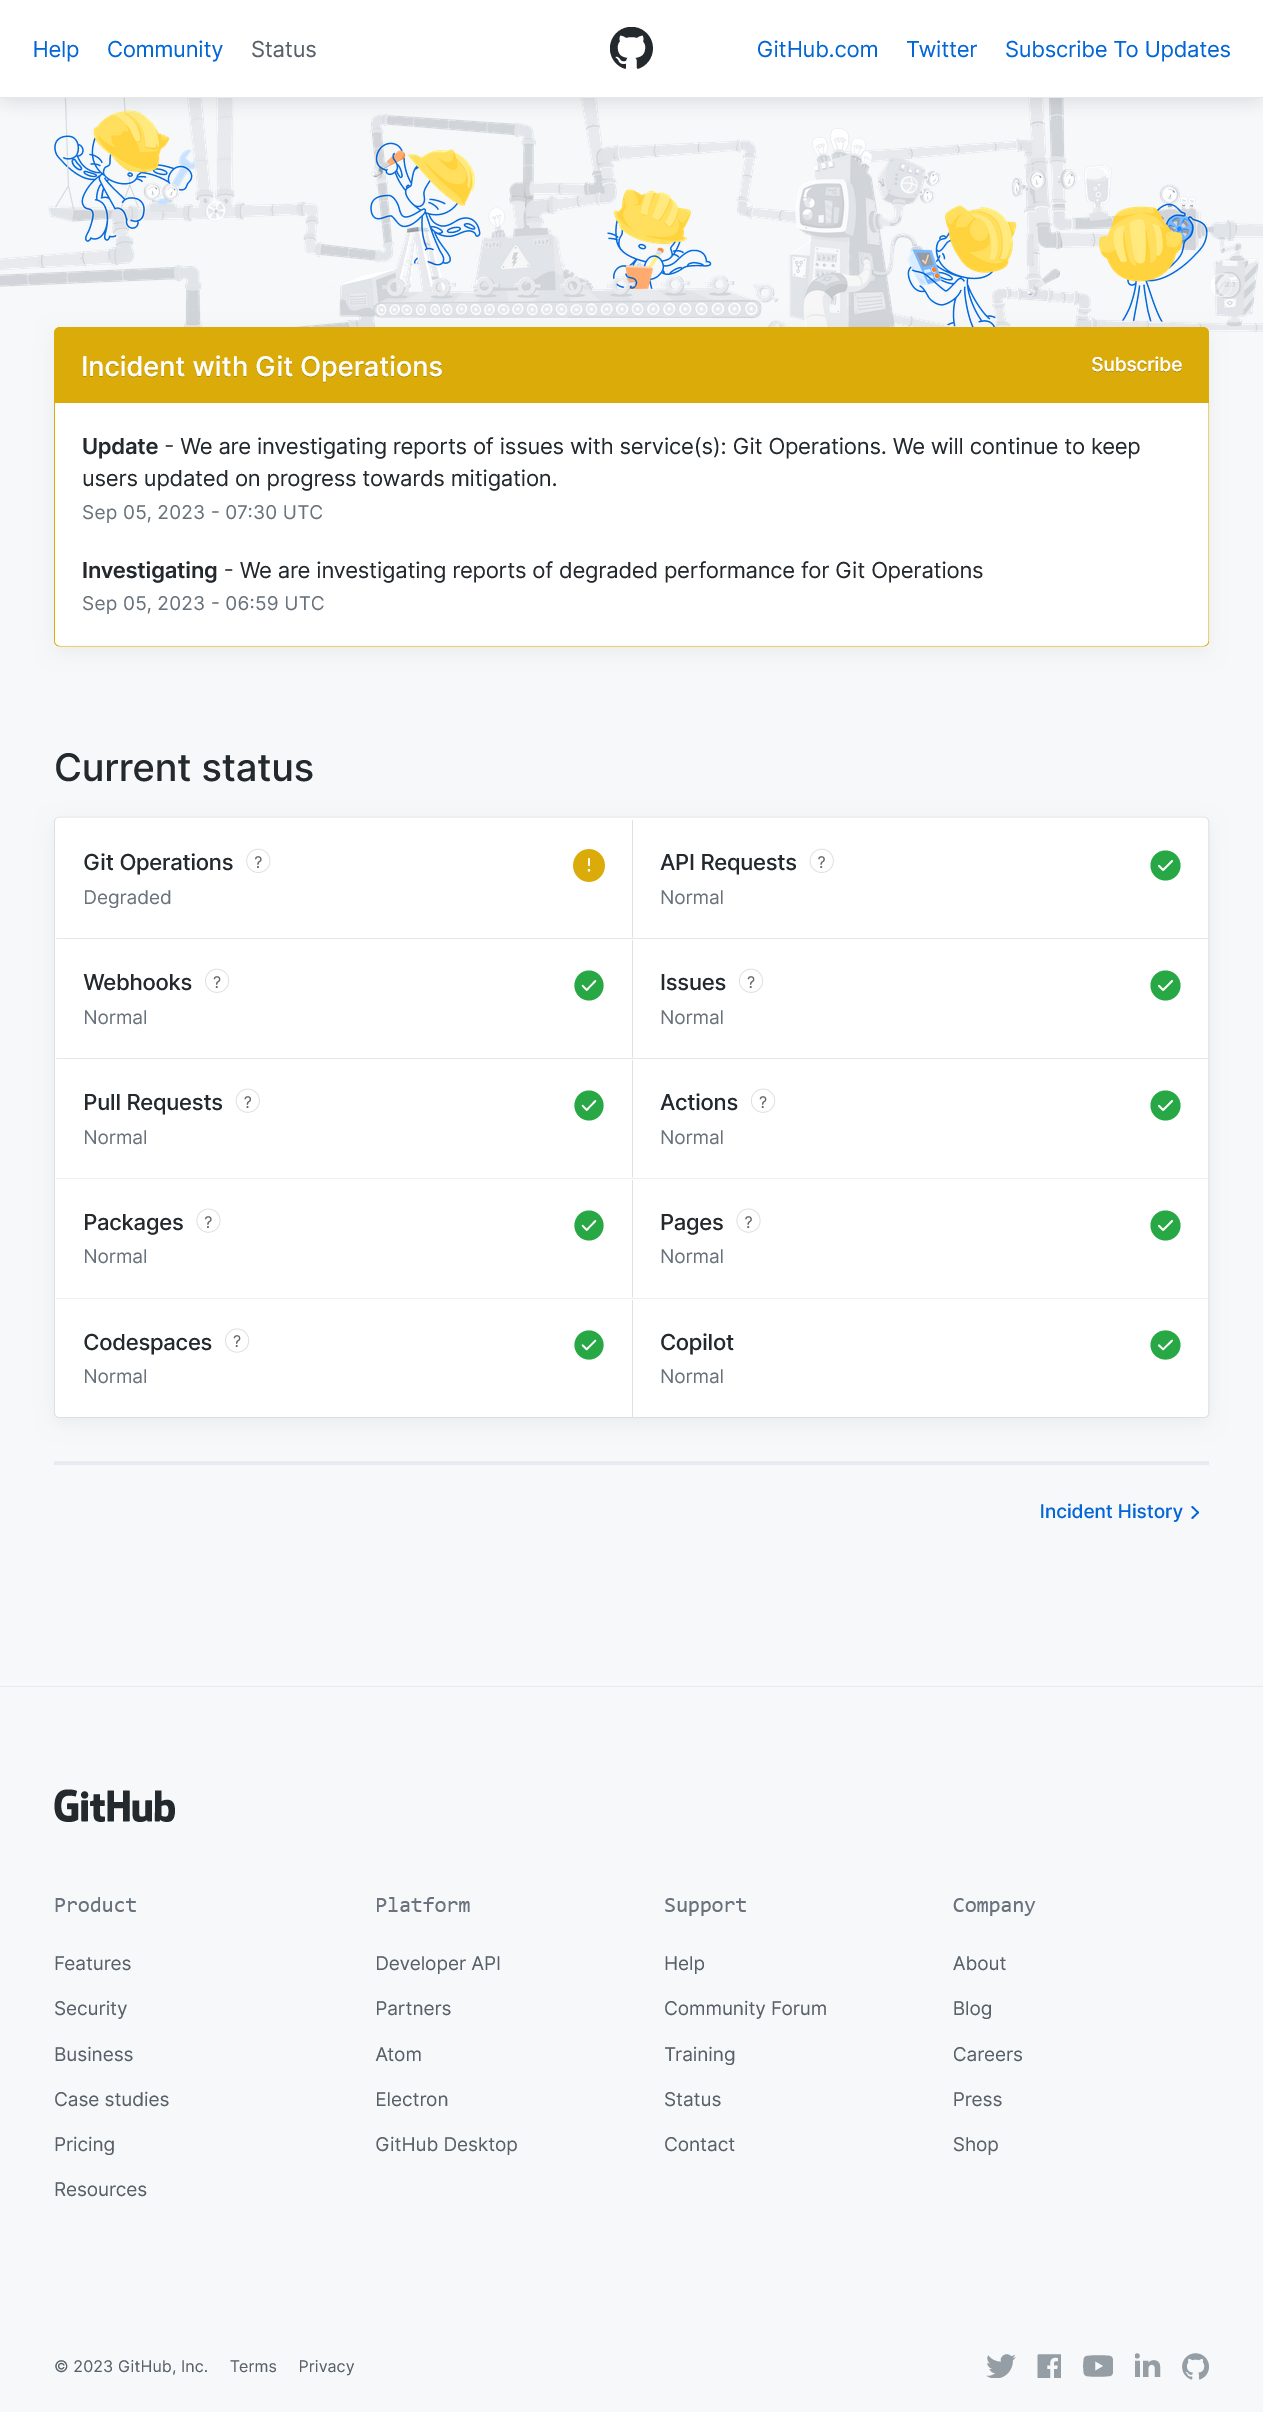 Help Community Status GitHub.com Twitter Subscribe To Updates
Incident with Git Operations Subscribe
Update - We are investigating reports of issues with service(s): Git Operations. We will continue to keep
users updated on progress towards mitigation.
Sep 05, 2023 - 07:30 UTC
Investigating - We are investigating reports of degraded performance for Git Operations
Sep 05, 2023 - 06:59 UTC
Current status
Git Operations ?
Degraded
API Requests ?
Normal
Webhooks ?
Normal
Issues ?
Normal
Pull Requests ?
Normal
Actions ?
Normal
Packages ?
Normal
Pages ?
Normal
Codespaces ?
Normal
Copilot
Normal
Incident History
GitHub
Product
Features
Security
Business
Case studies
Pricing
Resources
Platform
Developer API
Partners
Atom
Electron
GitHub Desktop
Support
Help
Community Forum
Training
Status
Contact
Company
About
Blog
Careers
Press
Shop
© 2023 GitHub, Inc. Terms Privacy